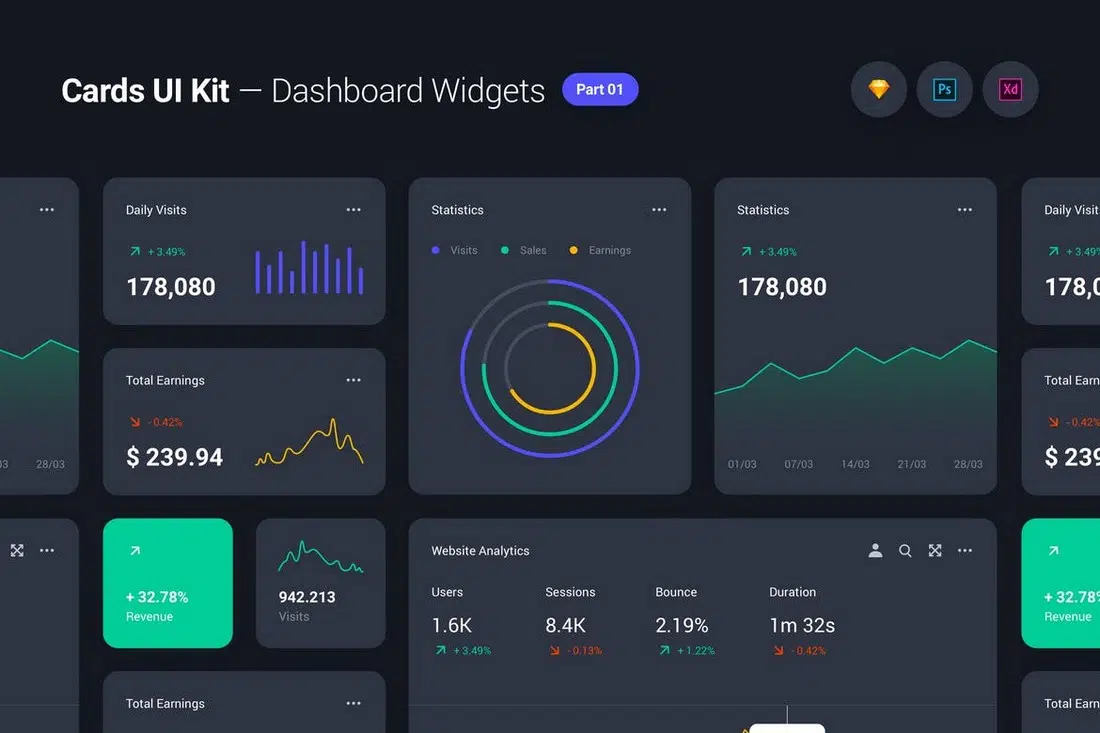 Cards UI Kit — Dashboard Widgets
Part 01
Ps
Xd
Daily Visits
+ 3.49%
178,080
Statistics
Visits
Sales
Earnings
Statistics
+ 3.49%
178,080
01/03
07/03
14/03
21/03
28/03
Daily Visit
+ 3.49%
178,0
28/03
Total Earnings
- 0.42%
$ 239.94
Total Earn
- 0.42%
$ 239
+ 32.78%
Revenue
942.213
Visits
Website Analytics
Users
Sessions
Bounce
Duration
1.6K
8.4K
2.19%
1m 32s
+ 3.49%
- 0.13%
+ 1.22%
- 0.42%
+ 32.78%
Revenue
Total Earnings
Total Earn